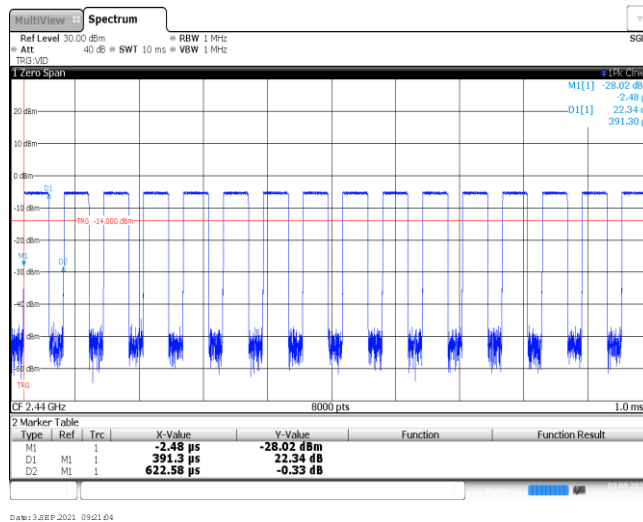 MultiView Spectrum
Ref Level 30.00 dBm RBW 1 MHz SGL
Att 40 dB SWT 10 ms VBW 1 MHz
TRG:VID
1 Zero Span 1Pk Clrw
M1[1] -28.02 dB
-2.48 µs
D1[1] 22.34 d
391.30 µ
20 dBm
10 dBm
0 dBm
D1
-10 dBm
TRG -14.000 dBm
-20 dBm
M1
D2
-30 dBm
-40 dBm
-50 dBm
-60 dBm
TRG
CF 2.44 GHz 8000 pts 1.0 ms
2 Marker Table
Type Ref Trc X-Value Y-Value Function Function Result
M1 1 -2.48 µs -28.02 dBm
D1 M1 1 391.3 µs 22.34 dB
D2 M1 1 622.58 µs -0.33 dB
Date: 3.SEP.2021 09:21:04